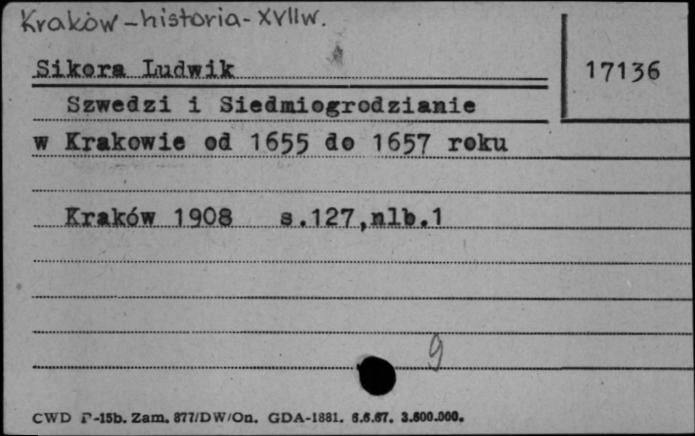 Kraków - historia - XVII w.
Sikora Ludwik
17136
Szwedzi i Siedmiogrodzianie
w Krakowie od 1655 do 1657 roku
Kraków 1908 s.127,nlb.1
9
CWD P-15b. Zam. 877/DW/On. GDA-1881. 6.6.67. 3.600.000.